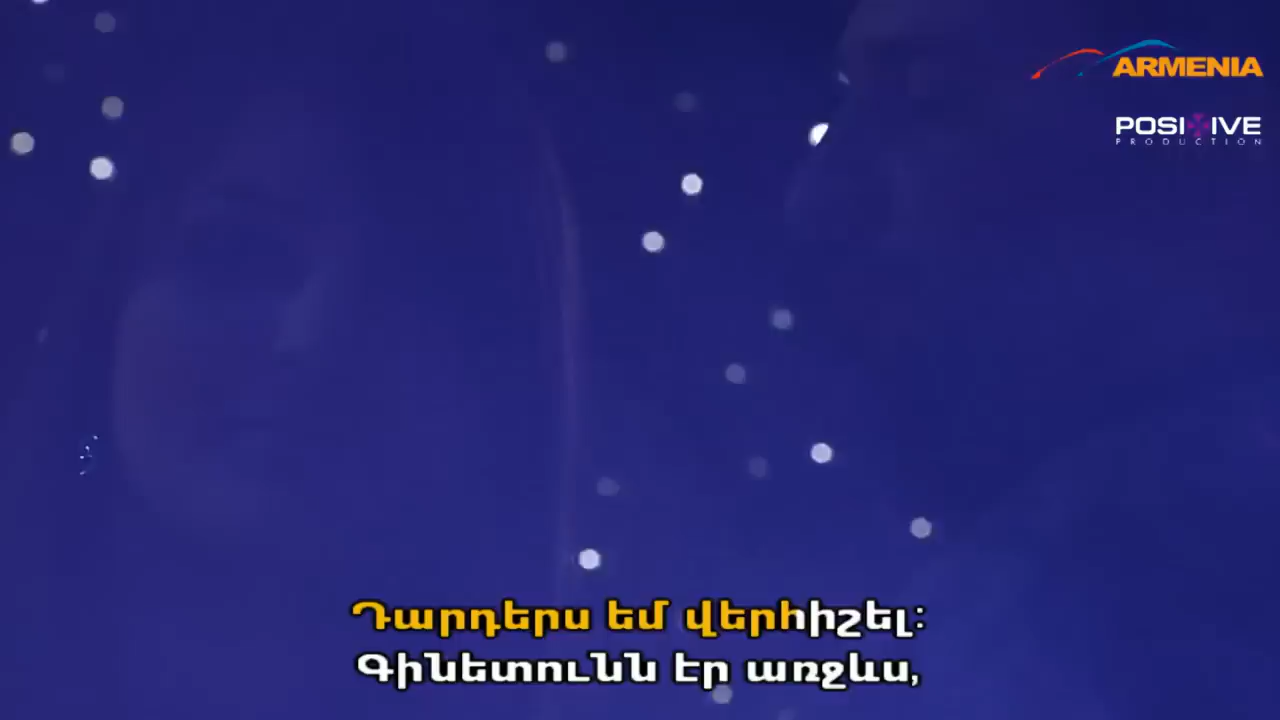 ARMENIA
POSITIVE
PRODUCTION
Դարդերս եմ վերհիշել:
Գինետունն էր առջևս,